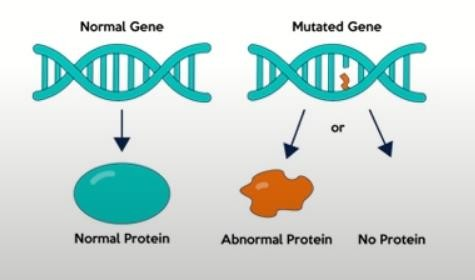 Normal Gene
Mutated Gene
or
Normal Protein
Abnormal Protein
No Protein